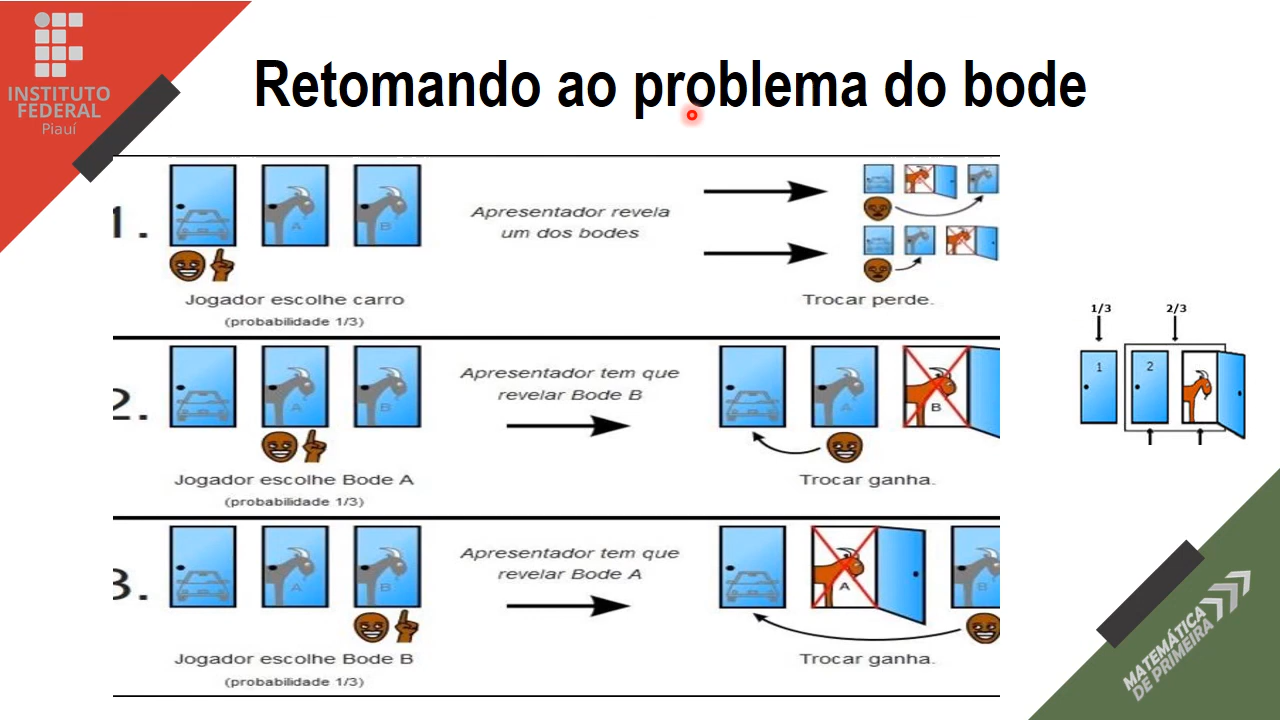 INSTITUTO
FEDERAL
Piauí
Retomando ao problema do bode
1.
A
B
Apresentador revela
um dos bodes
Jogador escolhe carro
(probabilidade 1/3)
Trocar perde.
2.
A
B
Apresentador tem que
revelar Bode B
A
B
Jogador escolhe Bode A
(probabilidade 1/3)
Trocar ganha.
3.
A
B
Apresentador tem que
revelar Bode A
A
B
Jogador escolhe Bode B
(probabilidade 1/3)
Trocar ganha.
1/3
2/3
1
2
MATEMÁTICA
DE PRIMEIRA